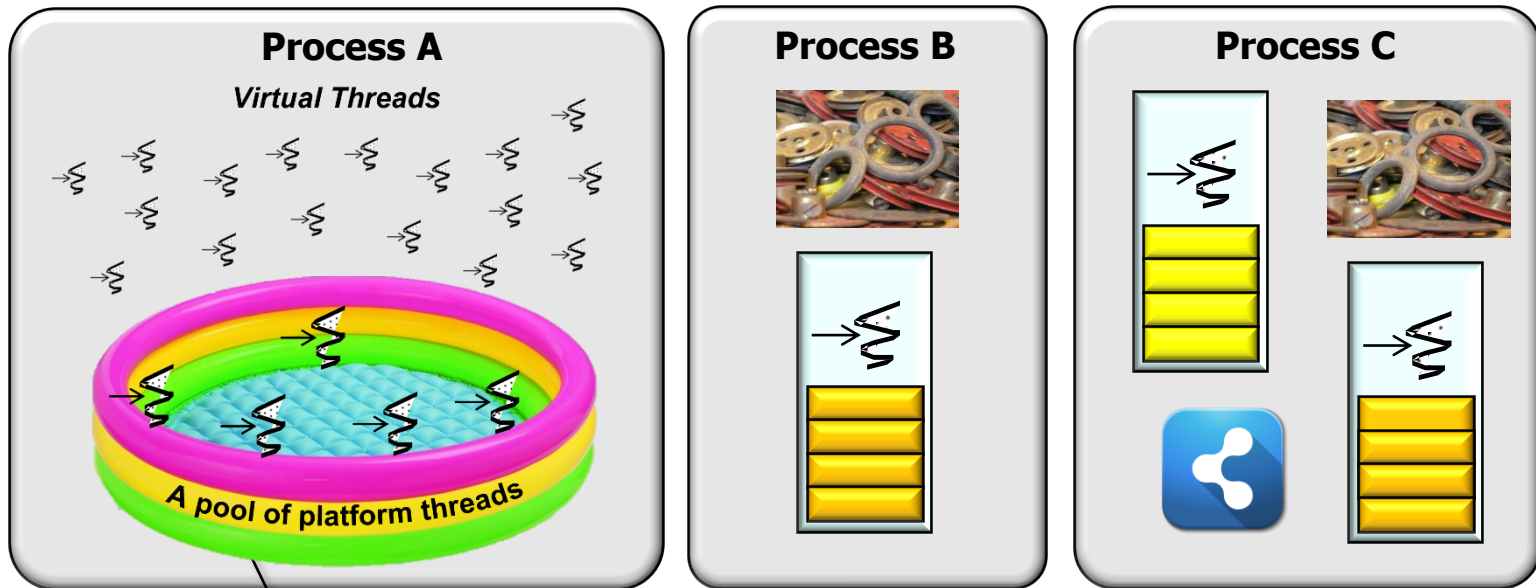 Process A
Virtual Threads
A pool of platform threads
Process B
Process C